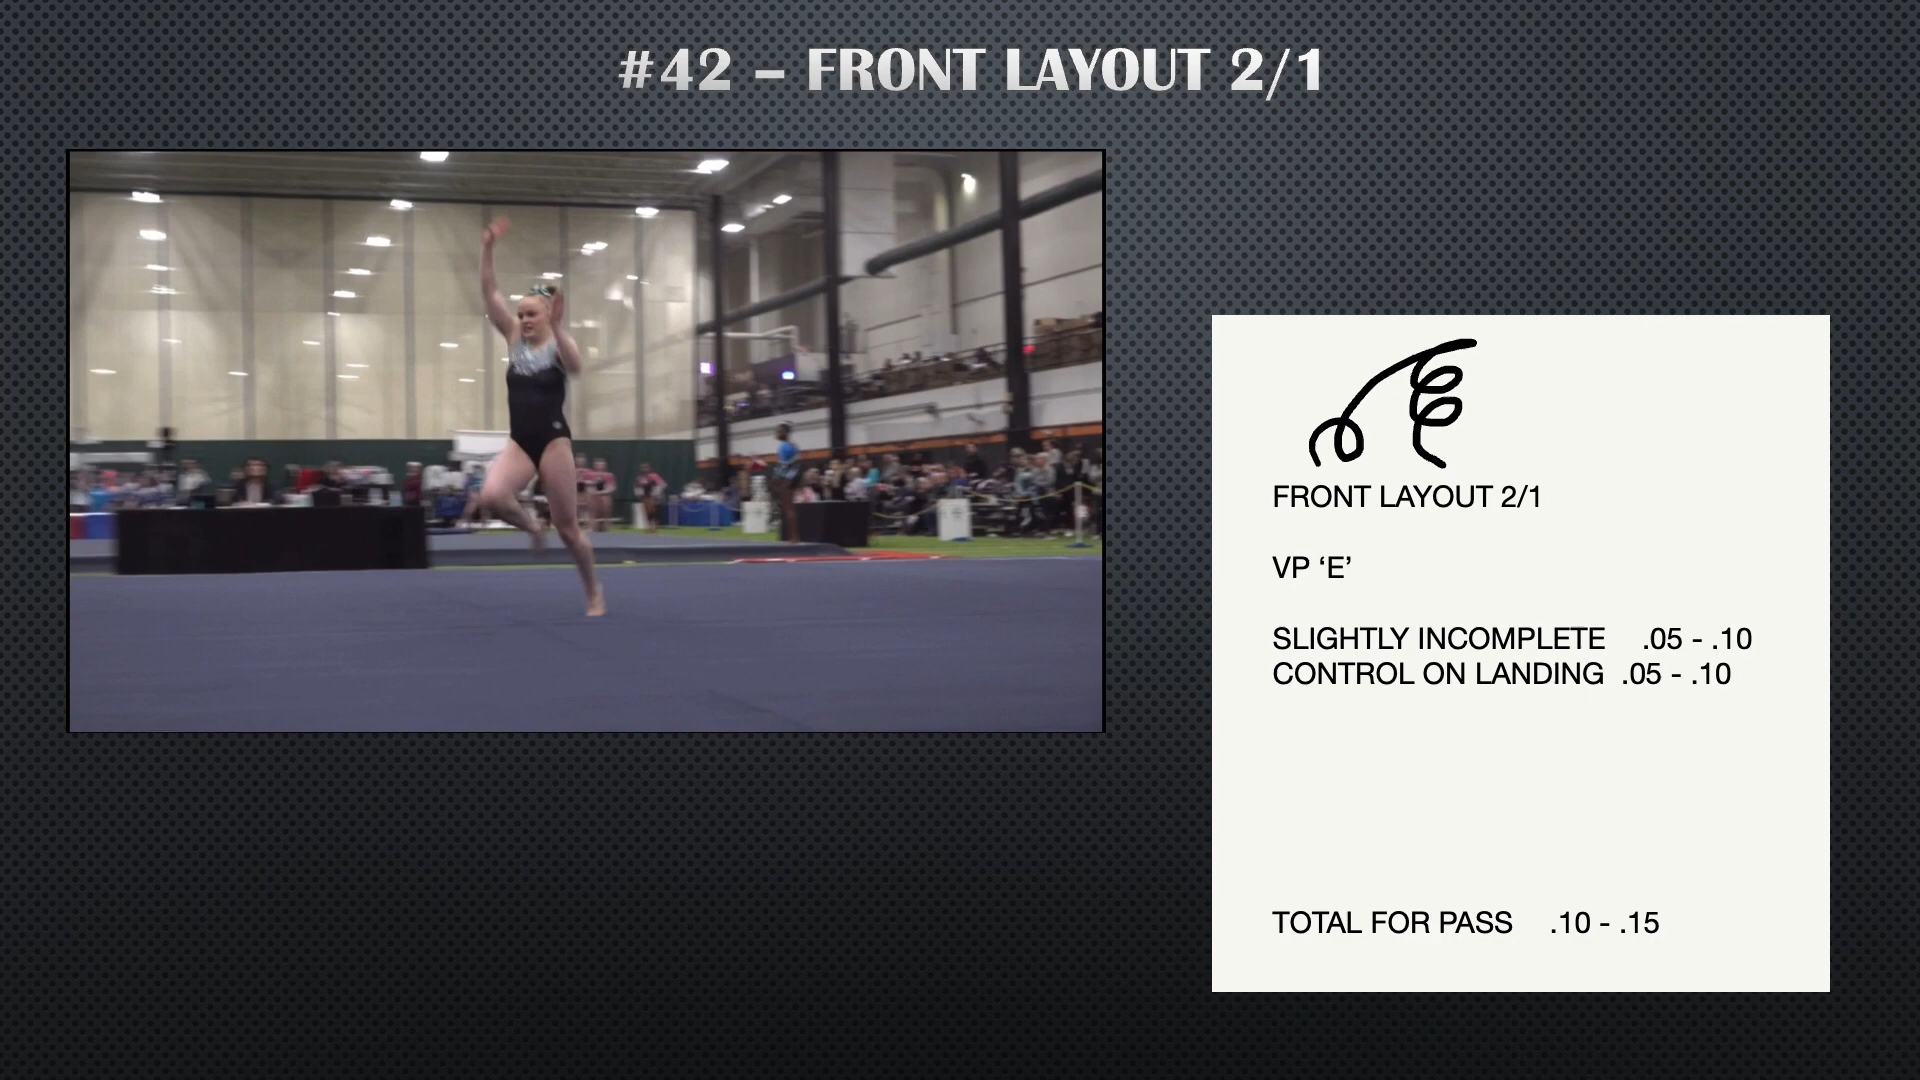 #42 – FRONT LAYOUT 2/1
FRONT LAYOUT 2/1
VP ‘E’
SLIGHTLY INCOMPLETE .05 - .10
CONTROL ON LANDING .05 - .10
TOTAL FOR PASS .10 - .15